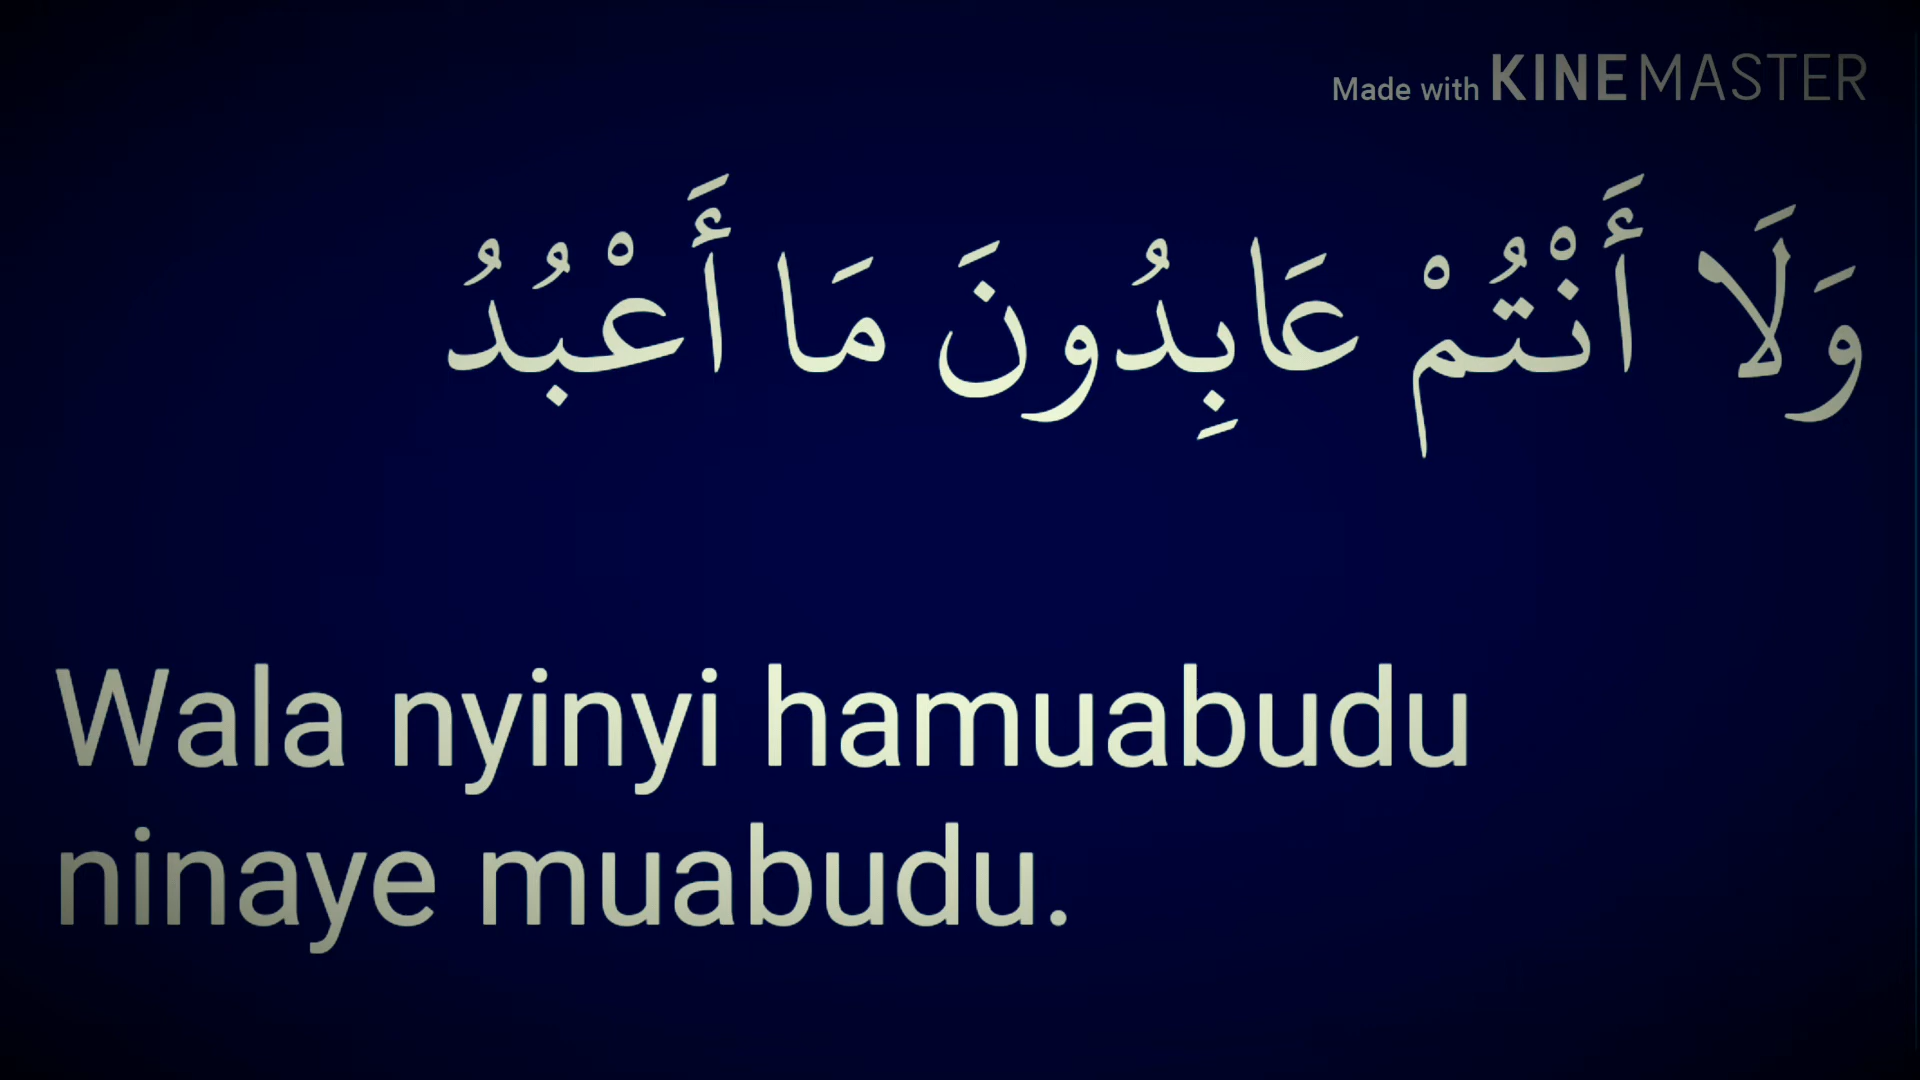 Made with KINEMASTER
وَلَا أَنْتُمْ عَابِدُونَ مَا أَعْبُدُ
Wala nyinyi hamuabudu
ninaye muabudu.